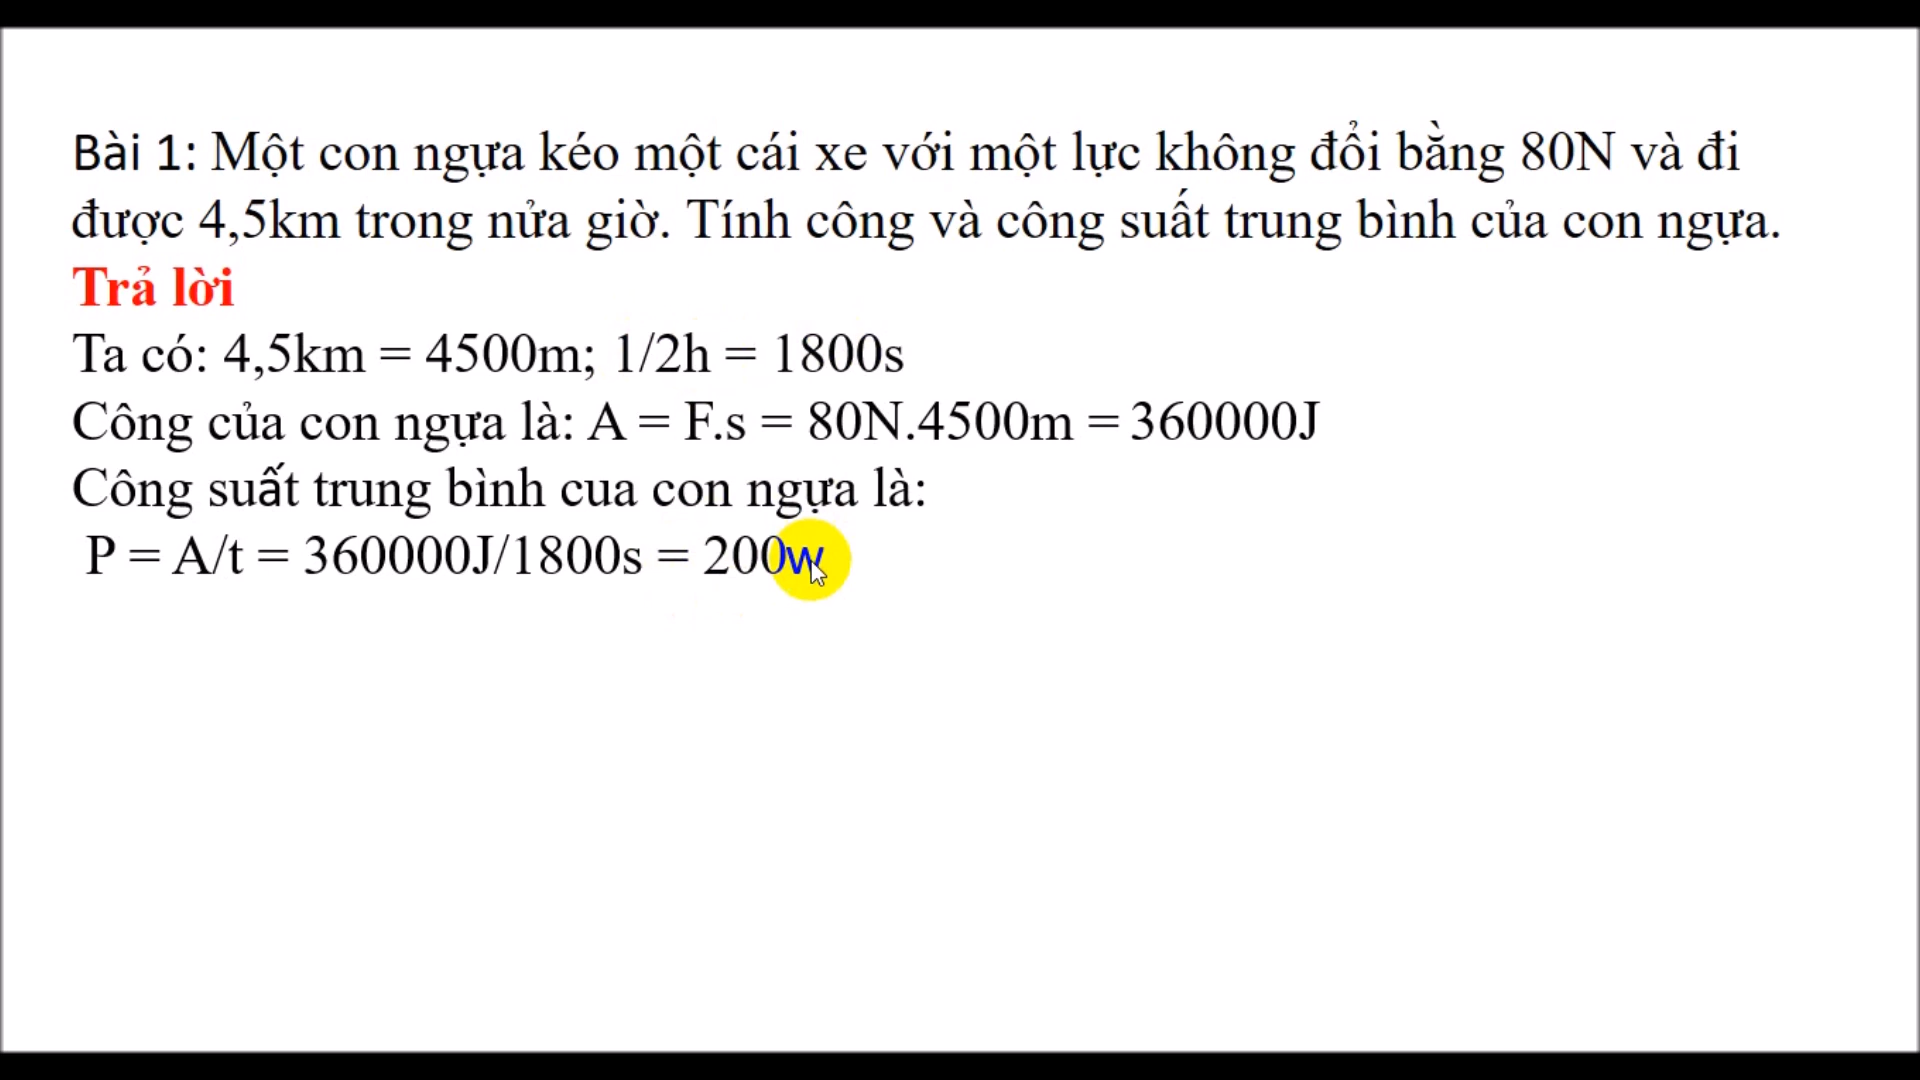 Bài 1: Một con ngựa kéo một cái xe với một lực không đổi bằng 80N và đi
được 4,5km trong nửa giờ. Tính công và công suất trung bình của con ngựa.
Trả lời
Ta có: 4,5km = 4500m; 1/2h = 1800s
Công của con ngựa là: A = F.s = 80N.4500m = 360000J
Công suất trung bình cua con ngựa là:
P = A/t = 360000J/1800s = 200w